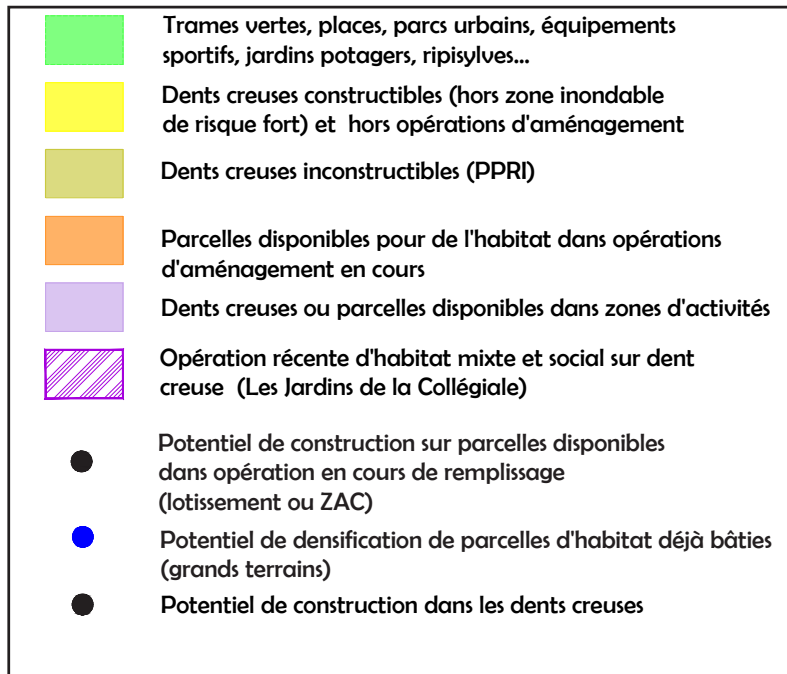 Trames vertes, places, parcs urbains, équipements
sportifs, jardins potagers, ripisylves...
Dents creuses constructibles (hors zone inondable
de risque fort) et hors opérations d'aménagement
Dents creuses inconstructibles (PPRI)
Parcelles disponibles pour de l'habitat dans opérations
d'aménagement en cours
Dents creuses ou parcelles disponibles dans zones d'activités
Opération récente d'habitat mixte et social sur dent
creuse (Les Jardins de la Collégiale)
Potentiel de construction sur parcelles disponibles
dans opération en cours de remplissage
(lotissement ou ZAC)
Potentiel de densification de parcelles d'habitat déjà bâties
(grands terrains)
Potentiel de construction dans les dents creuses